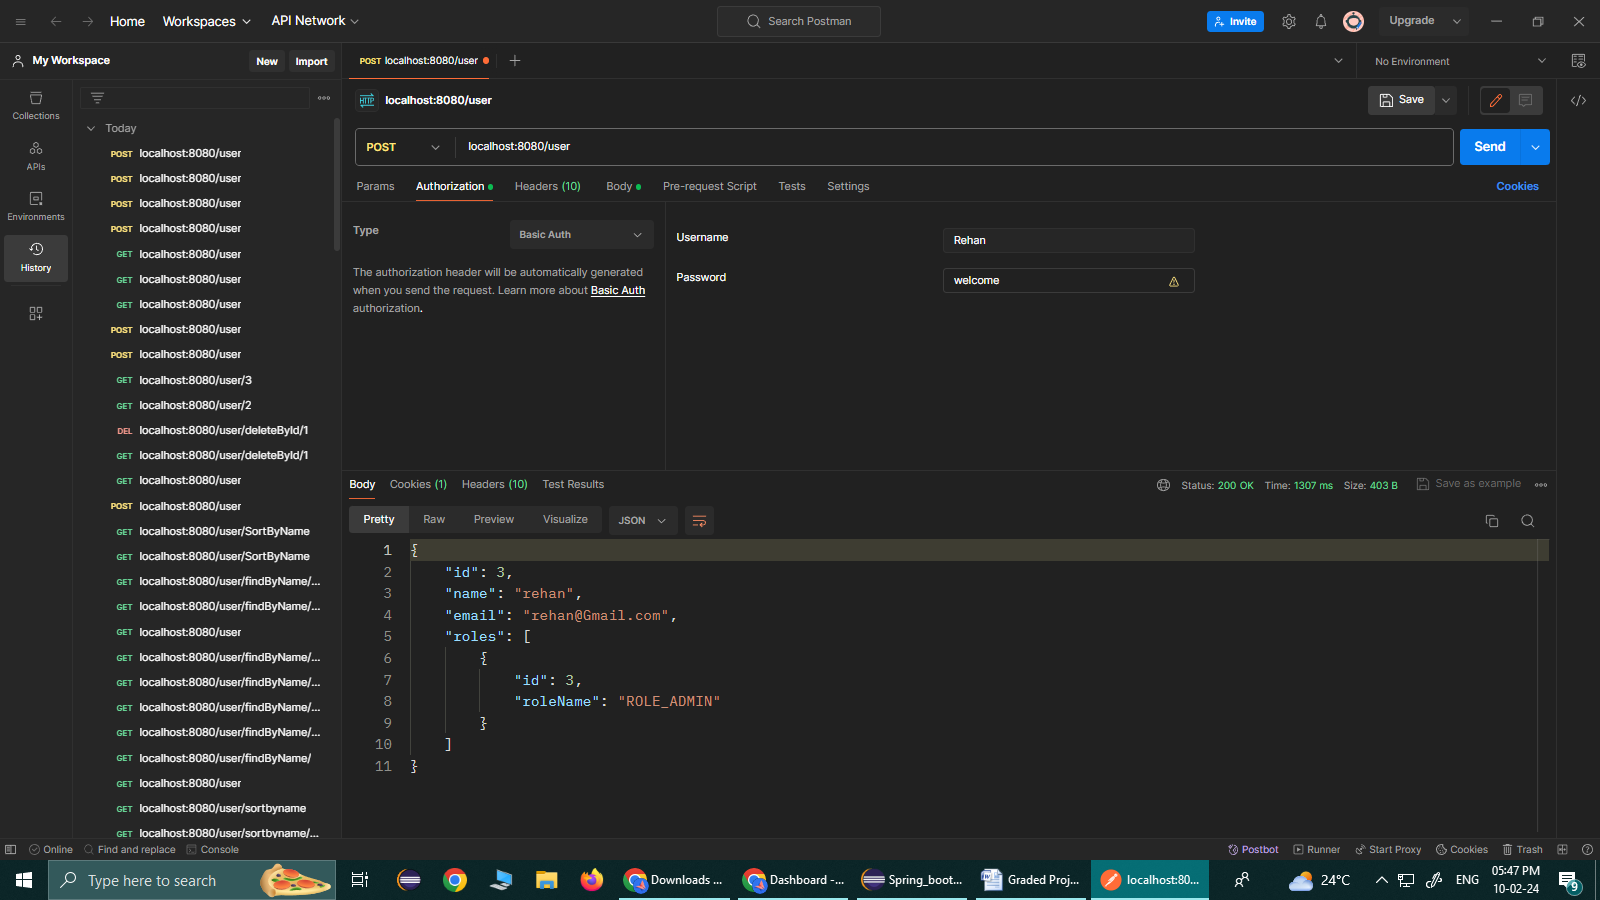 Home
Workspaces
API Network
Search Postman
Invite
Upgrade
My Workspace
New
Import
POST localhost:8080/user
No Environment
Collections
APIs
Environments
History
Today
POST localhost:8080/user
POST localhost:8080/user
POST localhost:8080/user
POST localhost:8080/user
GET localhost:8080/user
GET localhost:8080/user
GET localhost:8080/user
POST localhost:8080/user
POST localhost:8080/user
GET localhost:8080/user/3
GET localhost:8080/user/2
DEL localhost:8080/user/deleteById/1
GET localhost:8080/user/deleteById/1
GET localhost:8080/user
POST localhost:8080/user
GET localhost:8080/user/SortByName
GET localhost:8080/user/SortByName
GET localhost:8080/user/findByName/...
GET localhost:8080/user/findByName/...
GET localhost:8080/user
GET localhost:8080/user/findByName/...
GET localhost:8080/user/findByName/...
GET localhost:8080/user/findByName/...
GET localhost:8080/user/findByName/...
GET localhost:8080/user/findByName/
GET localhost:8080/user
GET localhost:8080/user/sortbyname
GET localhost:8080/user/sortbyname/...
HTTP localhost:8080/user
Save
POST localhost:8080/user
Send
Params Authorization Headers (10) Body Pre-request Script Tests Settings
Cookies
Type
Basic Auth
The authorization header will be automatically generated
when you send the request. Learn more about Basic Auth
authorization.
Username
Rehan
Password
welcome
Body Cookies (1) Headers (10) Test Results
Status: 200 OK Time: 1307 ms Size: 403 B
Save as example
Pretty Raw Preview Visualize JSON
1 {
2 "id": 3,
3 "name": "rehan",
4 "email": "rehan@Gmail.com",
5 "roles": [
6 {
7 "id": 3,
8 "roleName": "ROLE_ADMIN"
9 }
10 ]
11 }
Online
Find and replace
Console
Postbot
Runner
Start Proxy
Cookies
Trash
Type here to search
Downloads ...
Dashboard -...
Spring_boot...
Graded Proj...
localhost:80...
24°C
ENG
05:47 PM
10-02-24
9